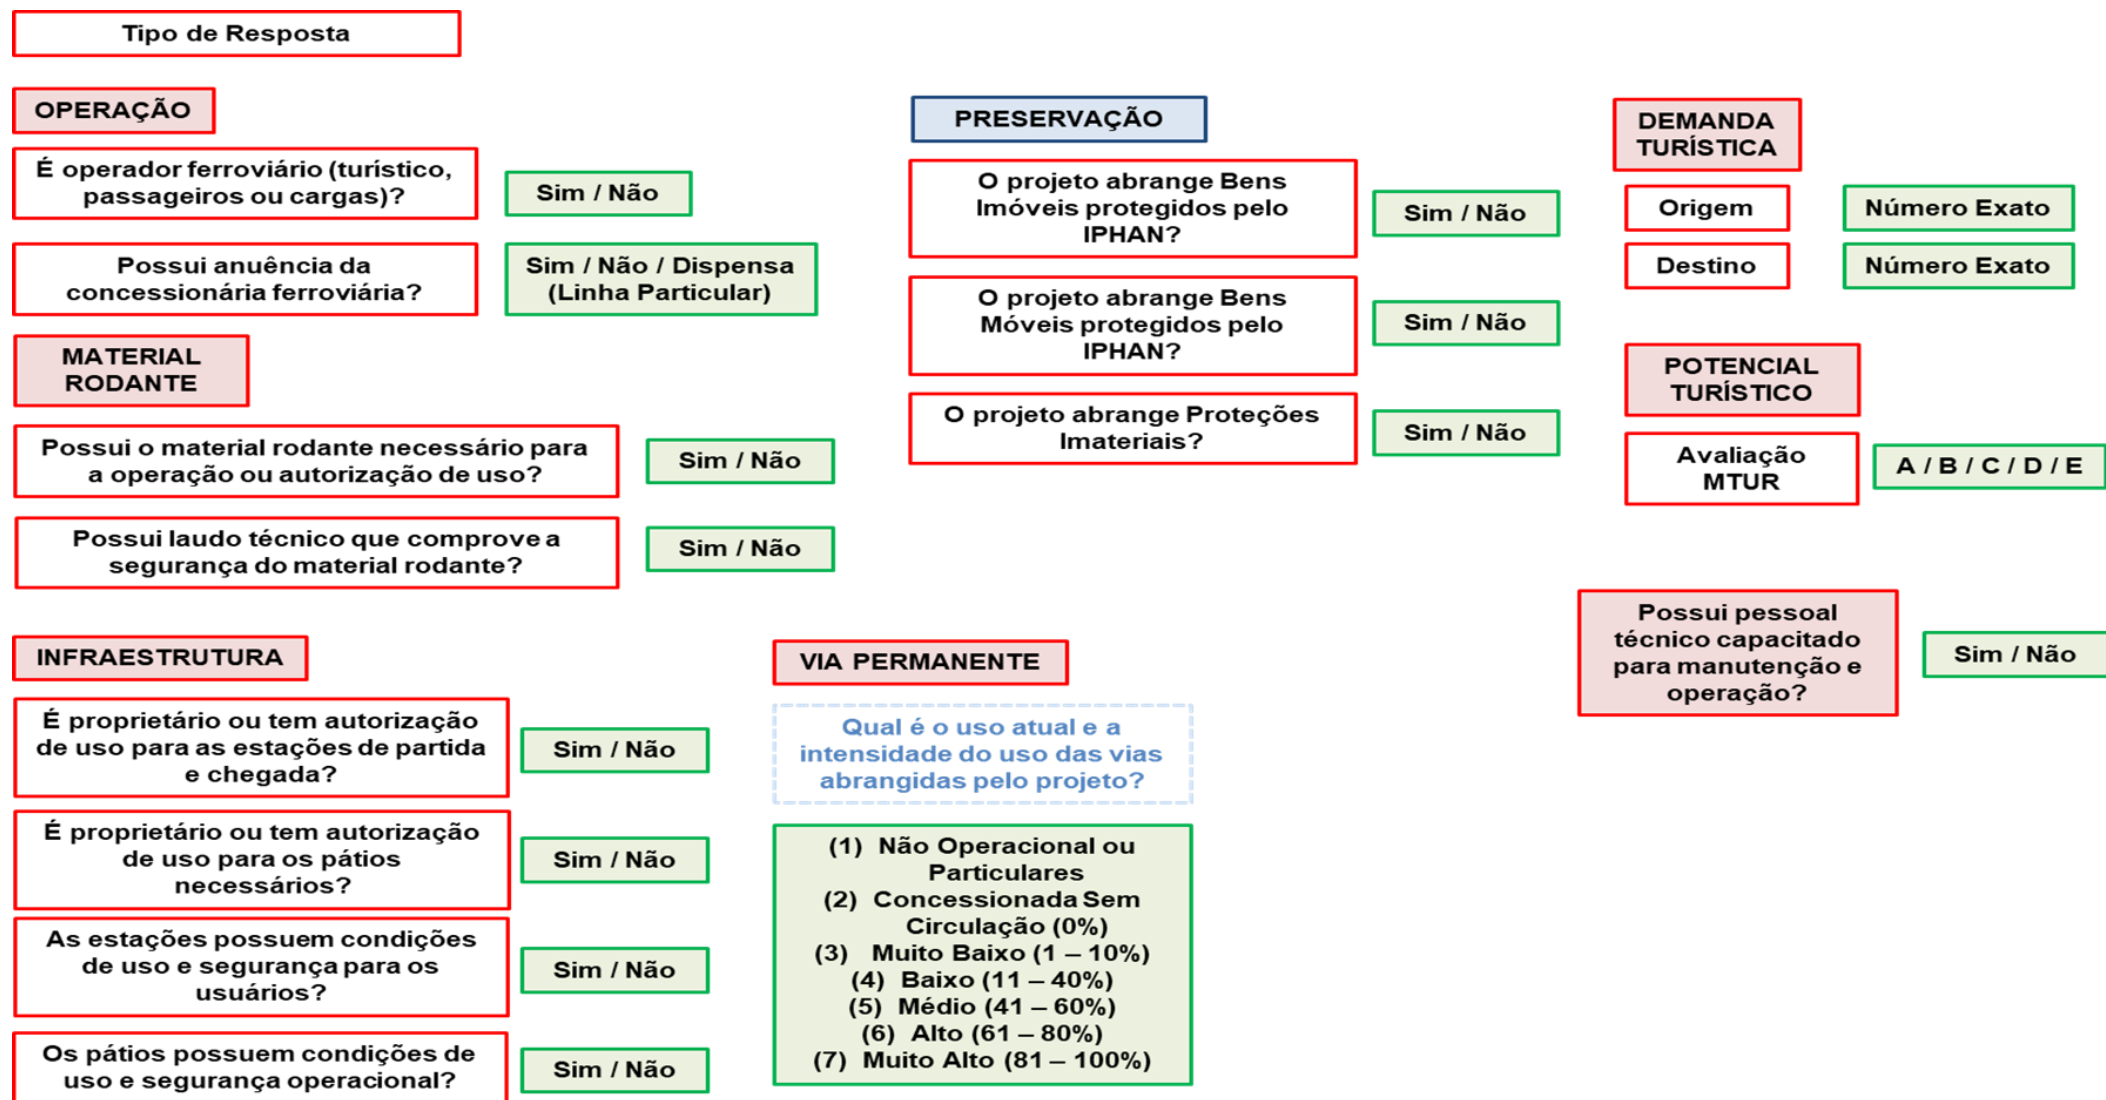 Tipo de Resposta
OPERAÇÃO
É operador ferroviário (turístico,
passageiros ou cargas)?
Sim / Não
Possui anuência da
concessionária ferroviária?
Sim / Não / Dispensa
(Linha Particular)
MATERIAL
RODANTE
Possui o material rodante necessário para
a operação ou autorização de uso?
Sim / Não
Possui laudo técnico que comprove a
segurança do material rodante?
Sim / Não
PRESERVAÇÃO
O projeto abrange Bens
Imóveis protegidos pelo
IPHAN?
Sim / Não
O projeto abrange Bens
Móveis protegidos pelo
IPHAN?
Sim / Não
O projeto abrange Proteções
Imateriais?
Sim / Não
DEMANDA
TURÍSTICA
Origem
Número Exato
Destino
Número Exato
POTENCIAL
TURÍSTICO
Avaliação
MTUR
A / B / C / D / E
Possui pessoal
técnico capacitado
para manutenção e
operação?
Sim / Não
INFRAESTRUTURA
É proprietário ou tem autorização
de uso para as estações de partida
e chegada?
Sim / Não
É proprietário ou tem autorização
de uso para os pátios
necessários?
Sim / Não
As estações possuem condições
de uso e segurança para os
usuários?
Sim / Não
Os pátios possuem condições de
uso e segurança operacional?
Sim / Não
VIA PERMANENTE
Qual é o uso atual e a
intensidade do uso das vias
abrangidas pelo projeto?
(1) Não Operacional ou
Particulares
(2) Concessionada Sem
Circulação (0%)
(3) Muito Baixo (1 – 10%)
(4) Baixo (11 – 40%)
(5) Médio (41 – 60%)
(6) Alto (61 – 80%)
(7) Muito Alto (81 – 100%)